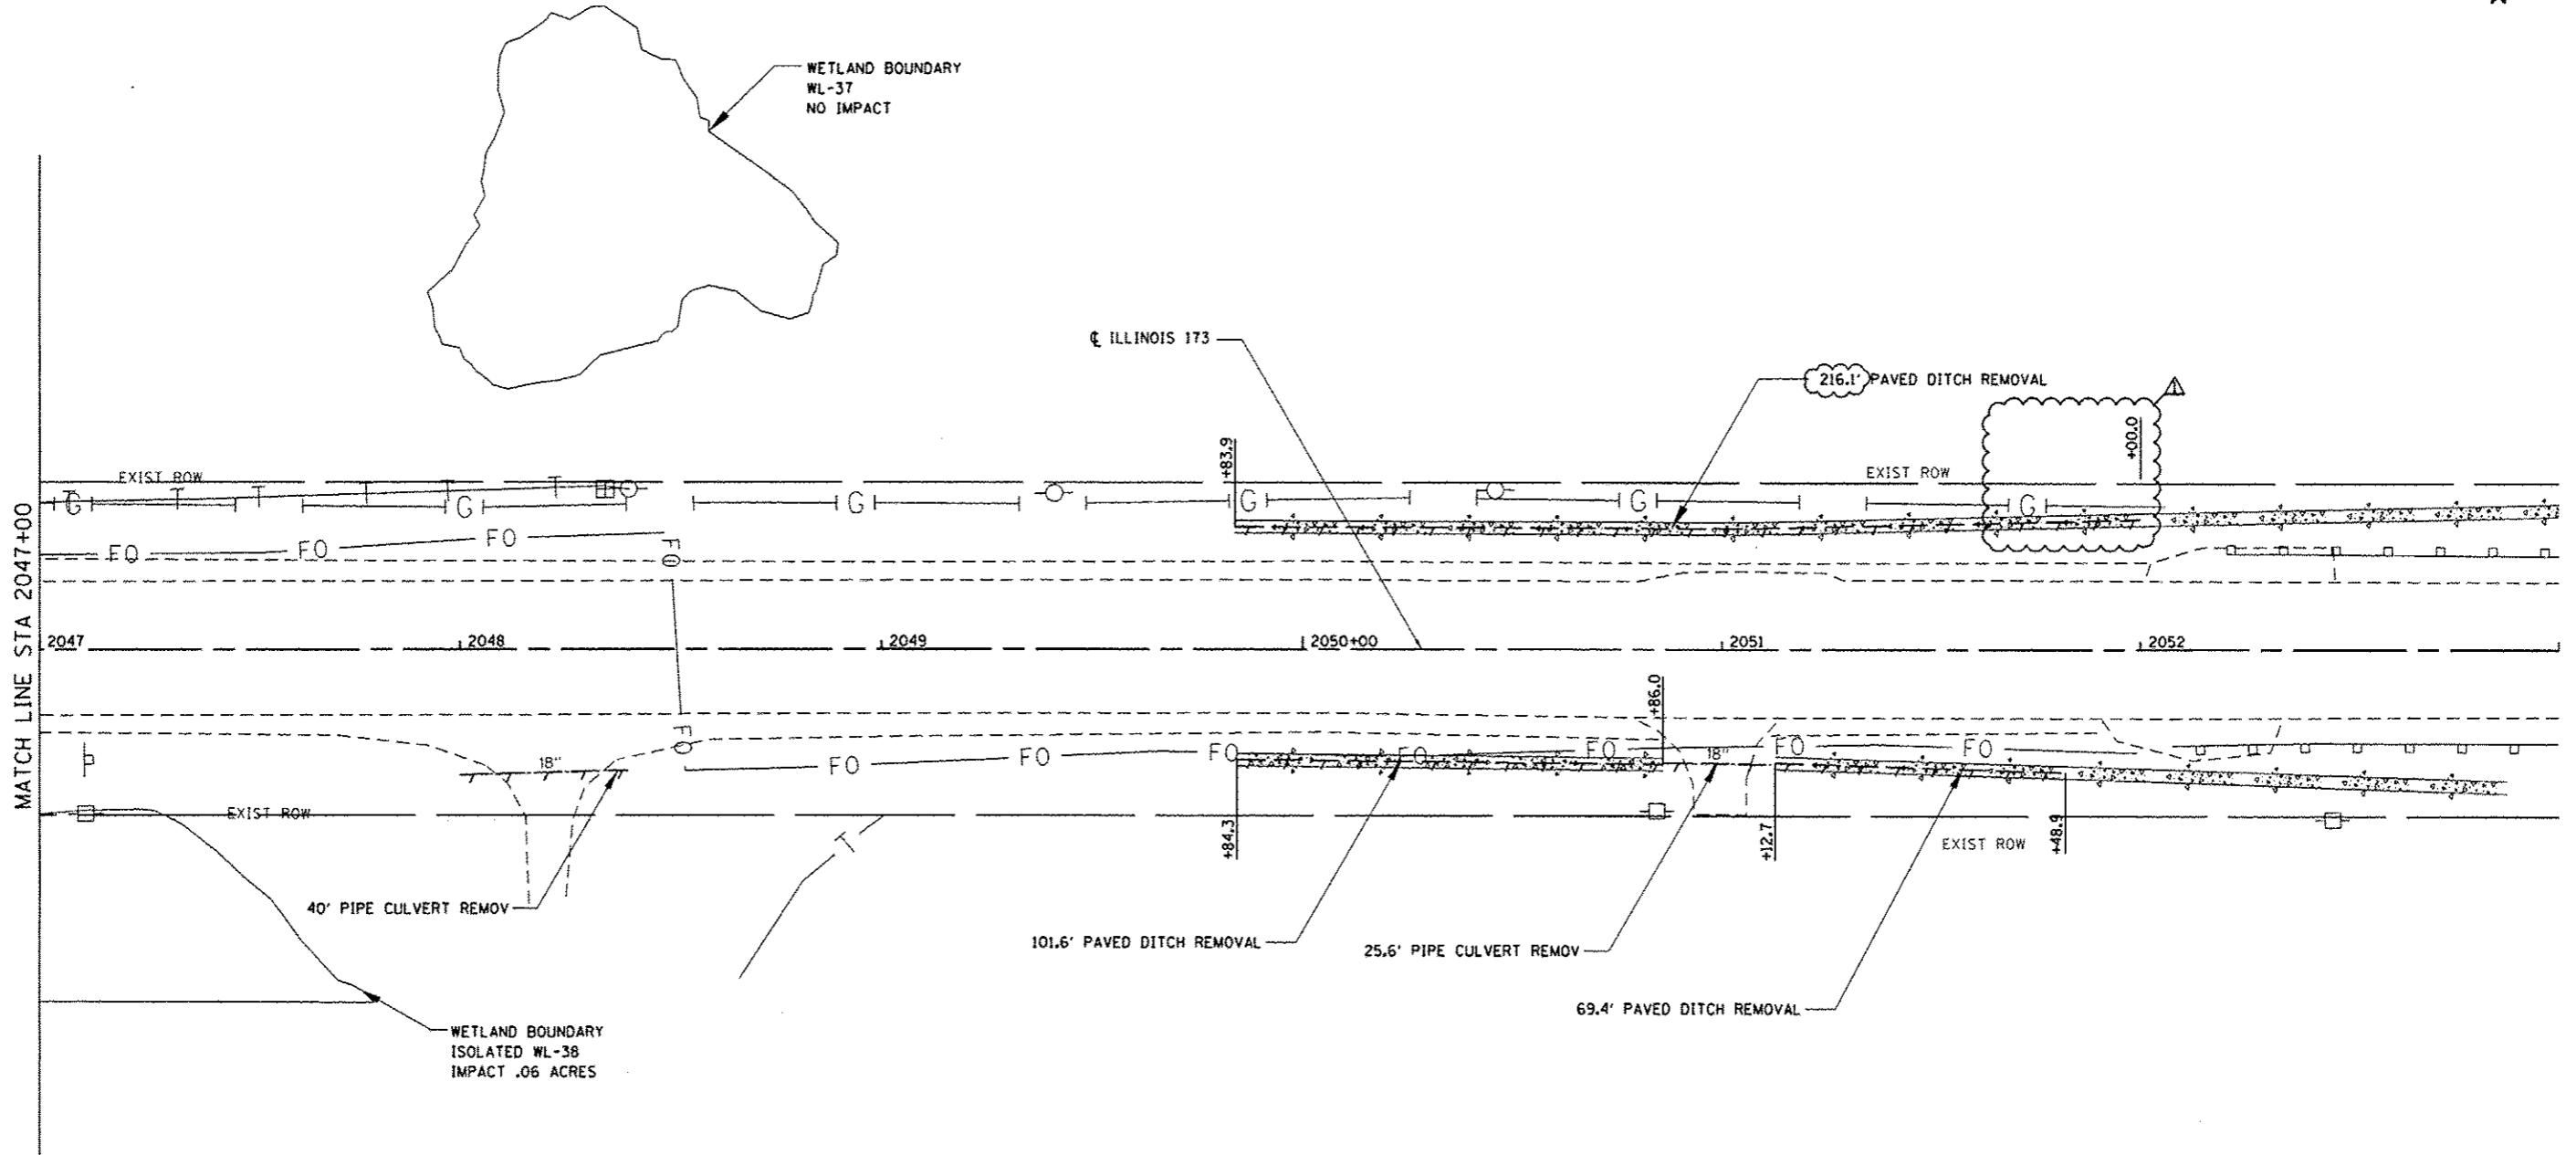 WETLAND BOUNDARY
WL-37
NO IMPACT
℄ ILLINOIS 173
216.1' PAVED DITCH REMOVAL
1
+83.9
+00.0
EXIST ROW
EXIST ROW
T T T T T T
G G G G G G
FO FO FO FO
MATCH LINE STA 2047+00
2047 2048 2049 2050+00 2051 2052
+86.0
FO FO FO FO FO FO FO FO
18"
18"
EXIST ROW
T
+84.3
+12.7
+48.9
EXIST ROW
40' PIPE CULVERT REMOV
101.6' PAVED DITCH REMOVAL
25.6' PIPE CULVERT REMOV
69.4' PAVED DITCH REMOVAL
WETLAND BOUNDARY
ISOLATED WL-38
IMPACT .06 ACRES